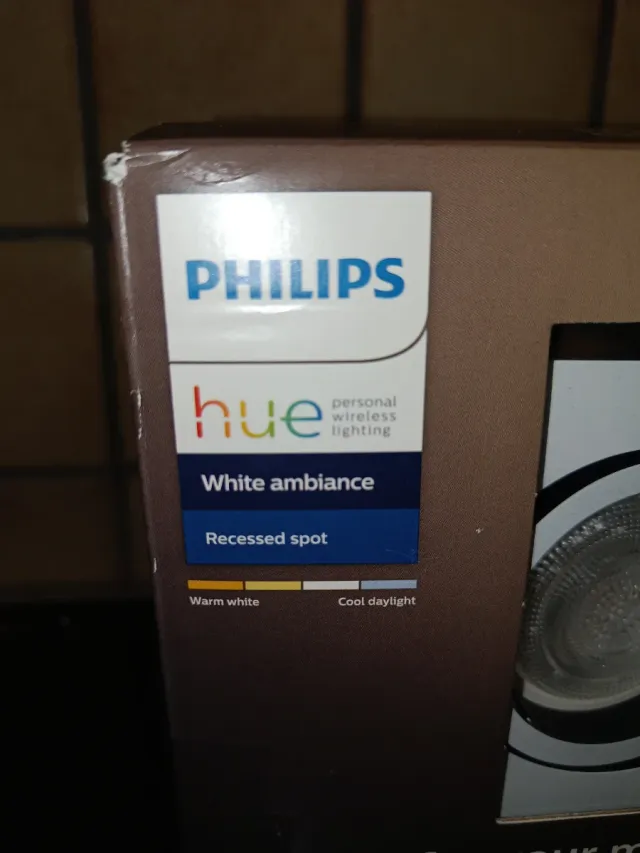 PHILIPS
hue
personal
wireless
lighting
White ambiance
Recessed spot
Warm white Cool daylight